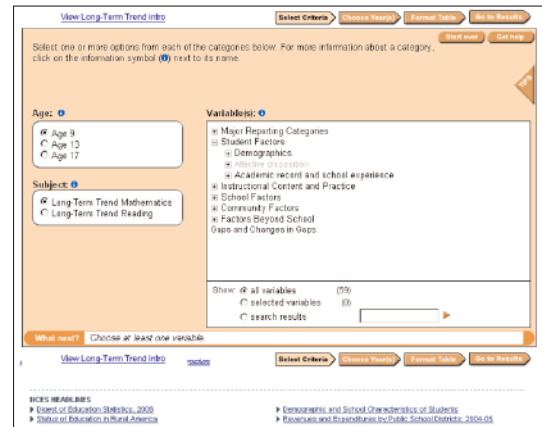 View Long-Term Trend intro
Select Criteria
Choose Year(s)
Format Table
Go to Results
Start over
Get help
Select one or more options from each of the categories below. For more information about a category,
click on the information symbol (i) next to its name.
TIPS
Age: i
Age 9
Age 13
Age 17
Subject: i
Long-Term Trend Mathematics
Long-Term Trend Reading
Variable(s): i
Major Reporting Categories
Student Factors
Demographics
Affective disposition
Academic record and school experience
Instructional Content and Practice
School Factors
Community Factors
Factors Beyond School
Gaps and Changes in Gaps
Show: all variables (59)
selected variables (0)
search results
What next? Choose at least one variable.
View Long-Term Trend intro
Select Criteria
Choose Year(s)
Format Table
Go to Results
NCES HEADLINES
Digest of Education Statistics, 2005
Status of Education in Rural America
Demographic and School Characteristics of Students
Revenues and Expenditures by Public School Districts: 2004-05